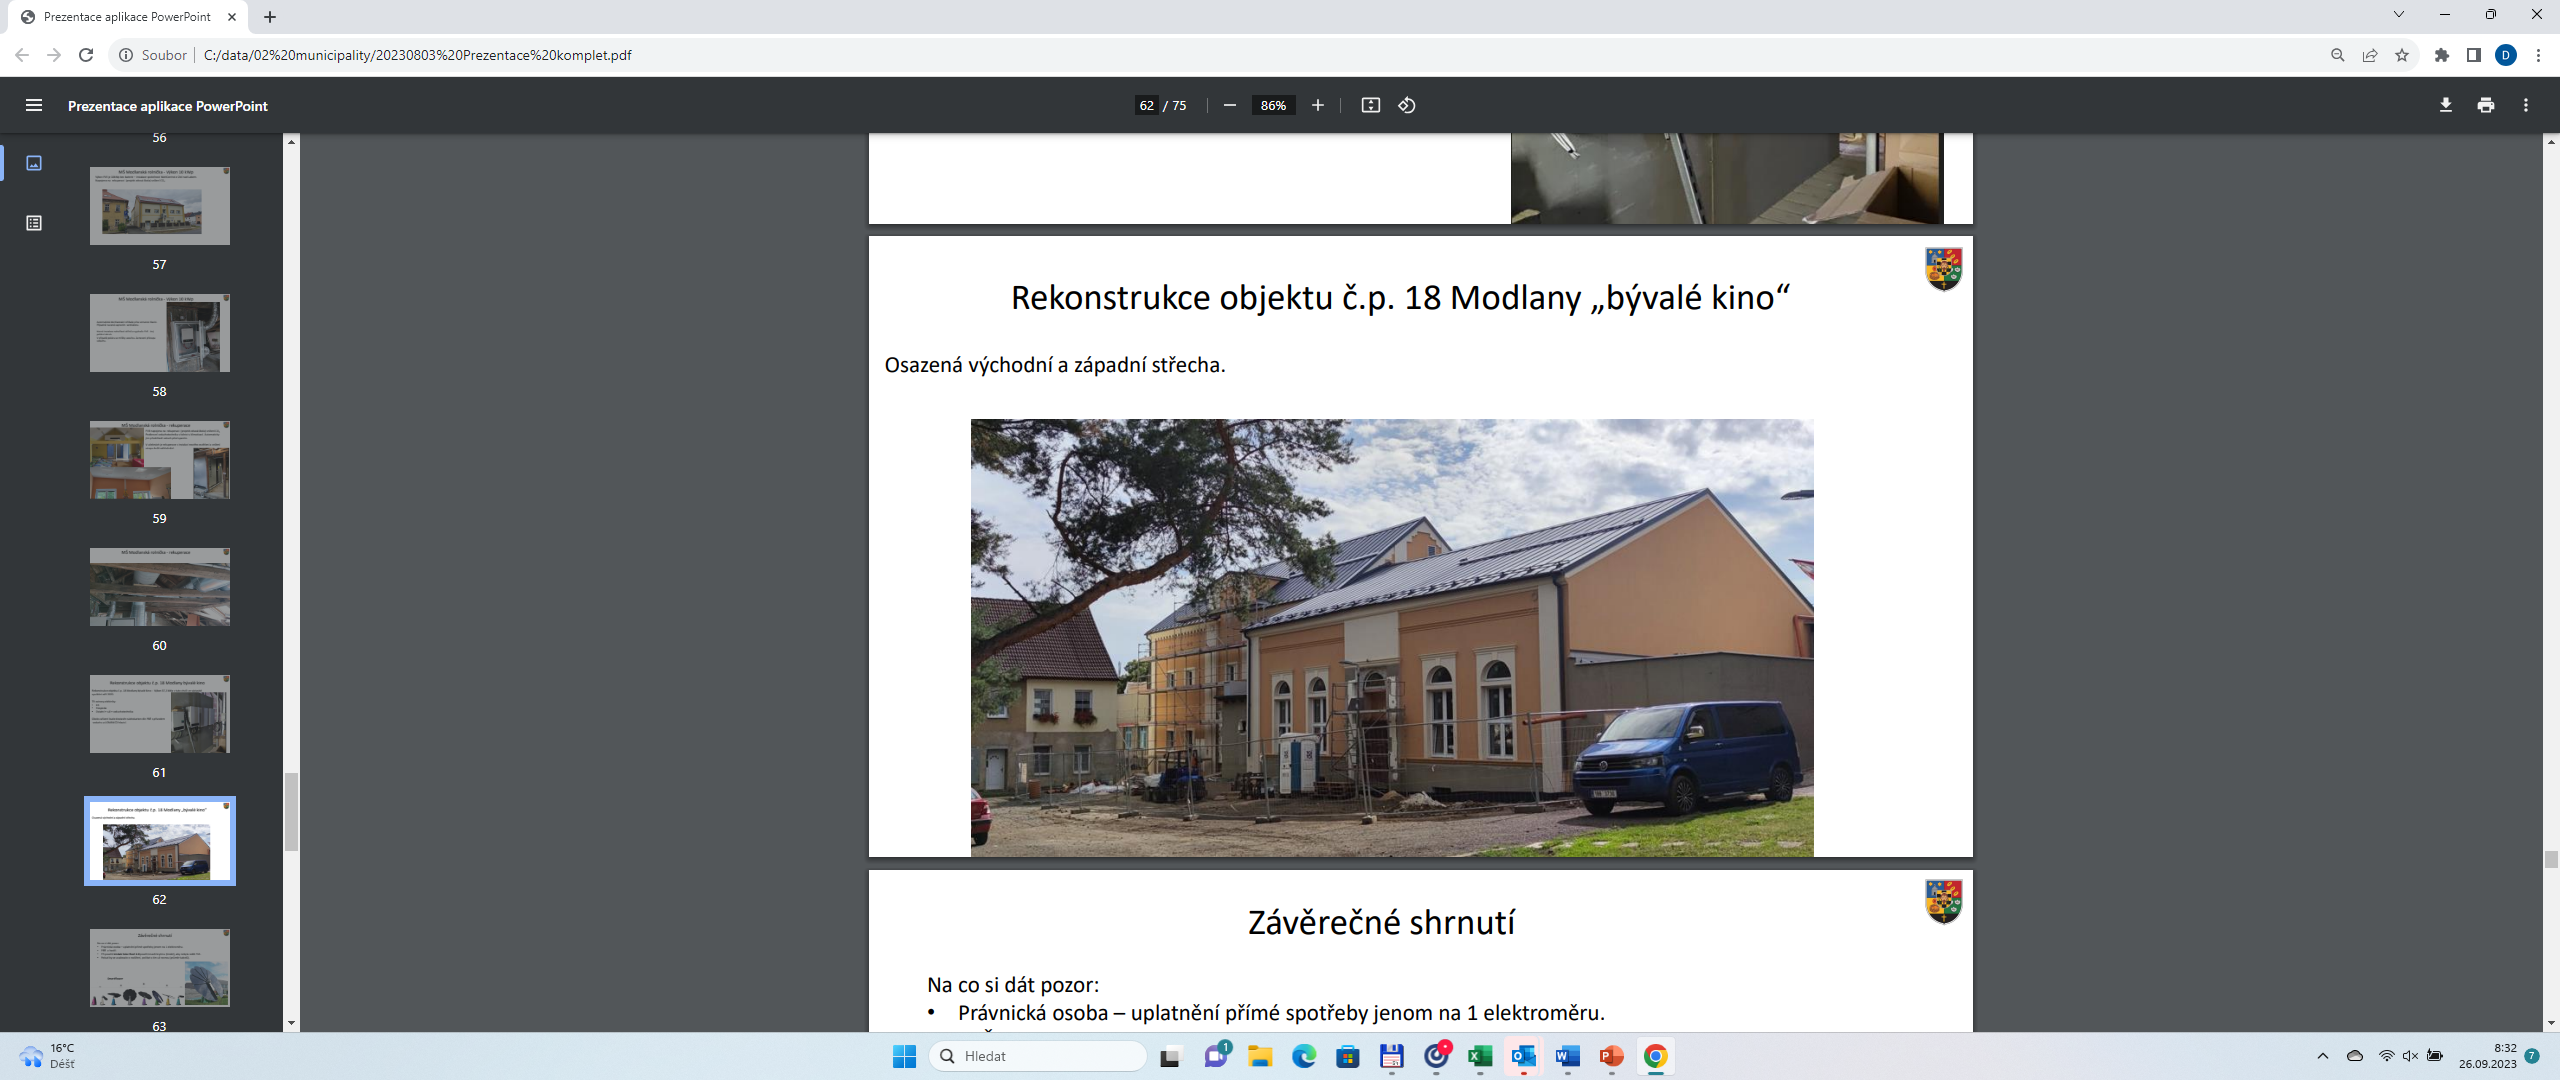 Prezentace aplikace PowerPoint
Soubor
C:/data/02%20municipality/20230803%20Prezentace%20komplet.pdf
D
Prezentace aplikace PowerPoint
62 / 75
86%
56
57
58
59
60
61
62
63
Rekonstrukce objektu č.p. 18 Modlany „bývalé kino“
Osazená východní a západní střecha.
Závěrečné shrnutí
Na co si dát pozor:
• Právnická osoba – uplatnění přímé spotřeby jenom na 1 elektroměru.
16°C
Déšť
Hledat
1
8:32
26.09.2023
7